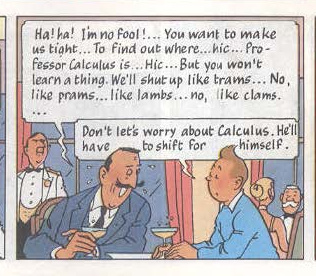 Ha! ha! I'm no fool!... You want to make
us tight... To find out where...hic... Pro-
fessor Calculus is... Hic... But you won't
learn a thing. We'll shut up like trams... No,
like prams... like lambs... no, like clams.
...
Don't let's worry about Calculus. He'll
have to shift for himself.